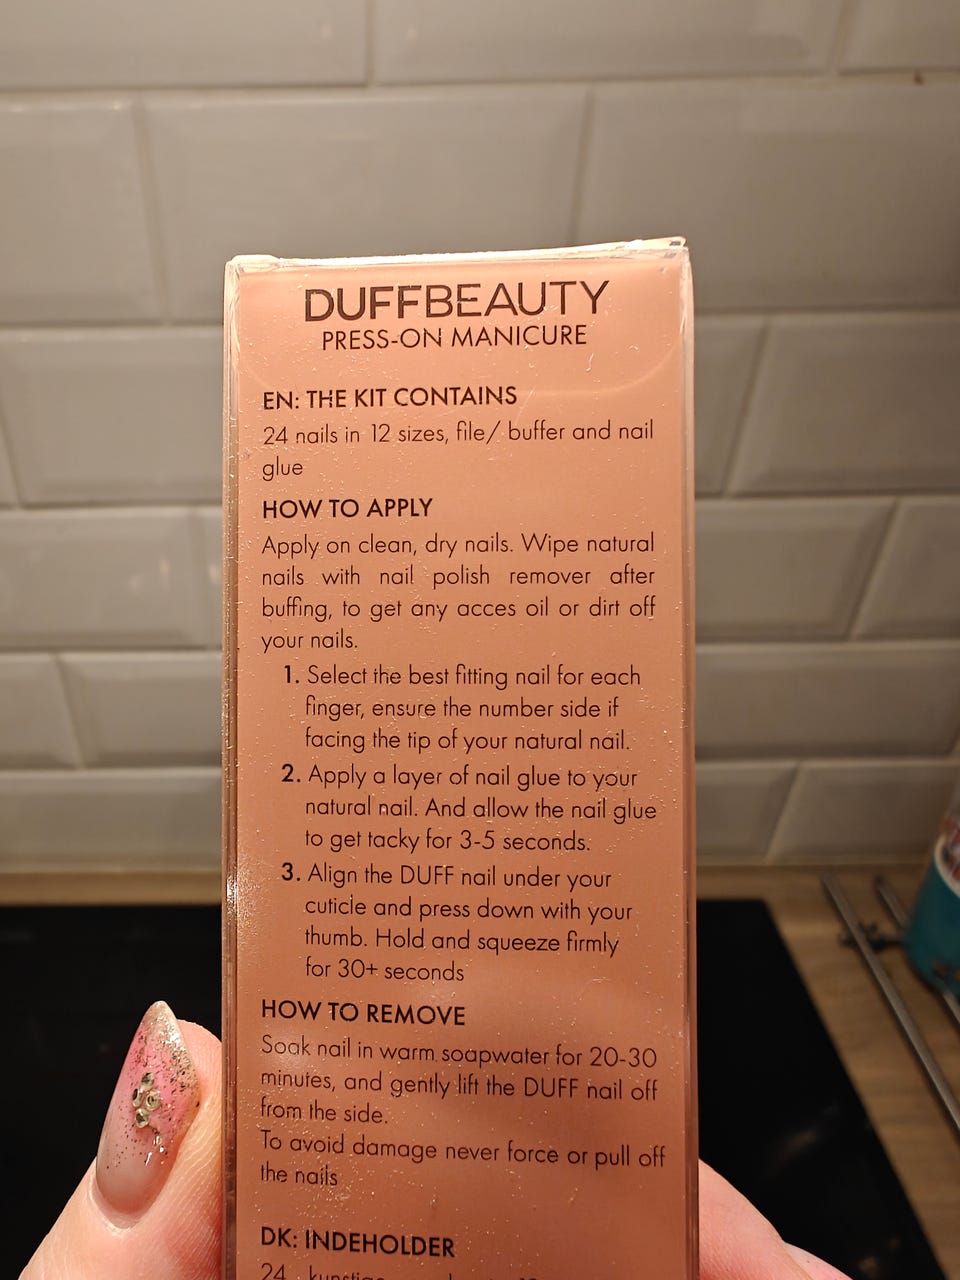 DUFFBEAUTY
PRESS-ON MANICURE
EN: THE KIT CONTAINS
24 nails in 12 sizes, file/ buffer and nail
glue
HOW TO APPLY
Apply on clean, dry nails. Wipe natural
nails with nail polish remover after
buffing, to get any acces oil or dirt off
your nails.
1. Select the best fitting nail for each
finger, ensure the number side if
facing the tip of your natural nail.
2. Apply a layer of nail glue to your
natural nail. And allow the nail glue
to get tacky for 3-5 seconds.
3. Align the DUFF nail under your
cuticle and press down with your
thumb. Hold and squeeze firmly
for 30+ seconds
HOW TO REMOVE
Soak nail in warm soapwater for 20-30
minutes, and gently lift the DUFF nail off
from the side.
To avoid damage never force or pull off
the nails
DK: INDEHOLDER
24